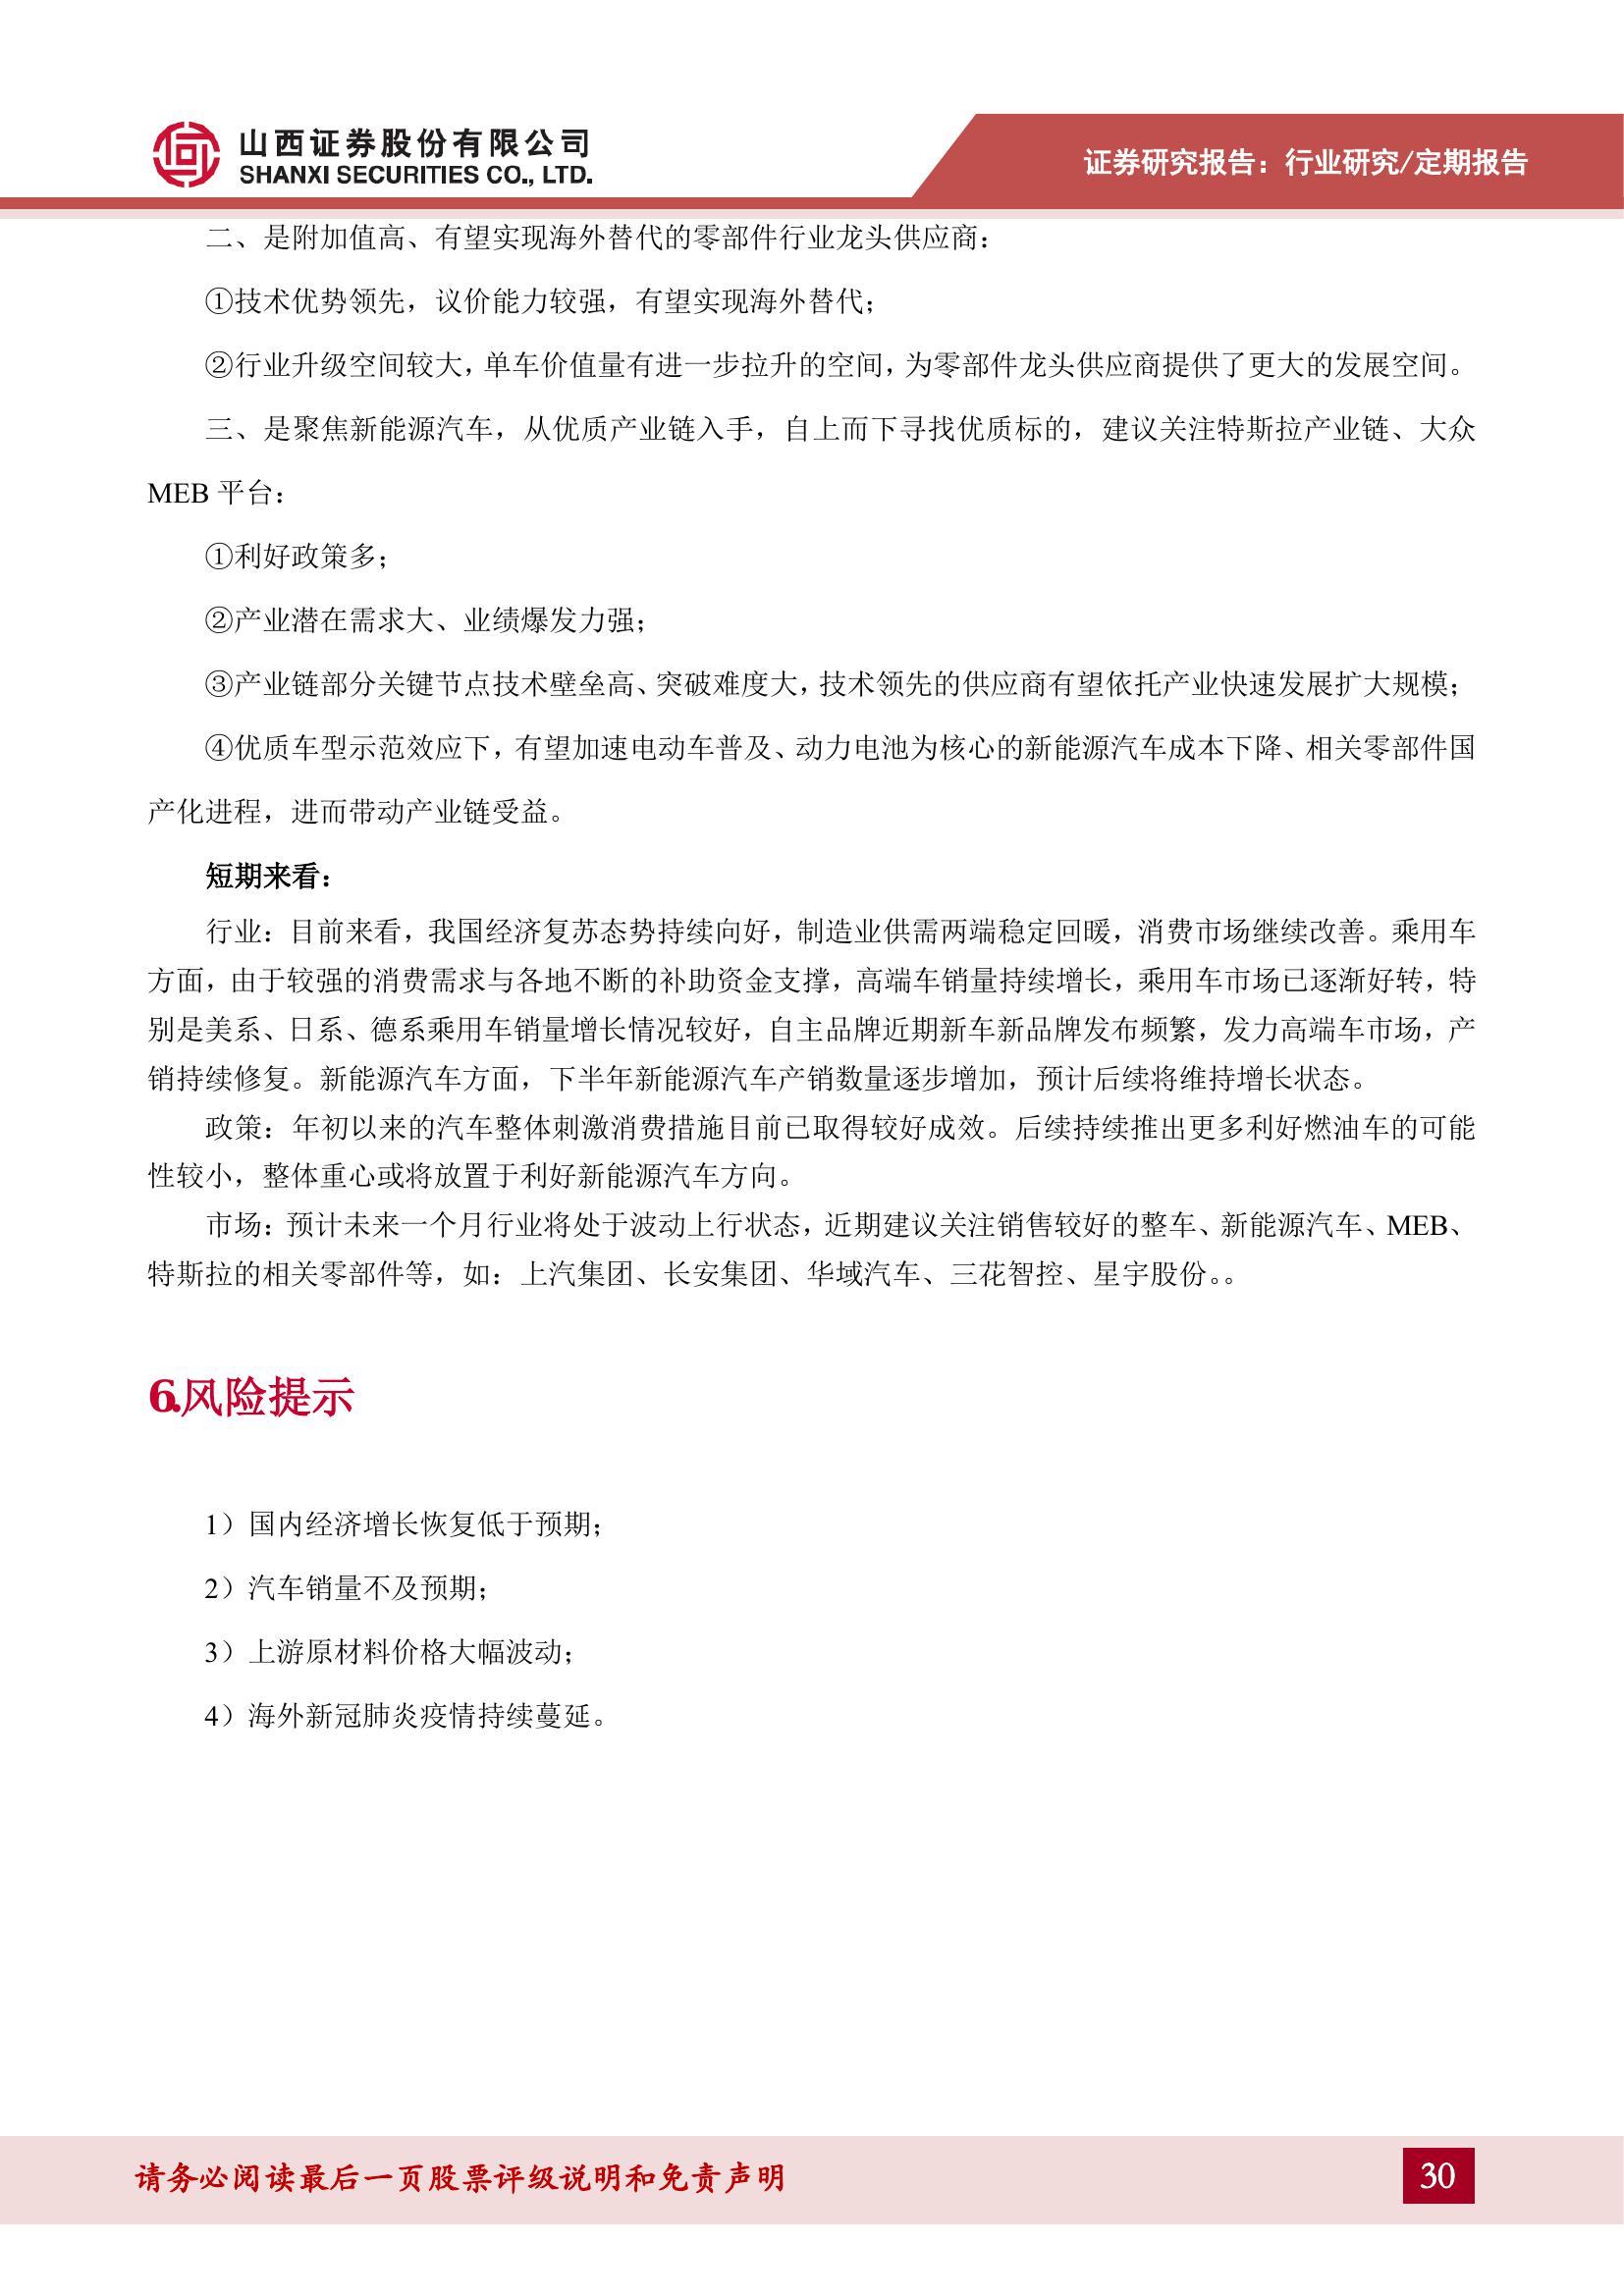 山西证券股份有限公司
SHANXI SECURITIES CO., LTD.
证券研究报告：行业研究/定期报告
二、是附加值高、有望实现海外替代的零部件行业龙头供应商：
①技术优势领先，议价能力较强，有望实现海外替代；
②行业升级空间较大，单车价值量有进一步拉升的空间，为零部件龙头供应商提供了更大的发展空间。
三、是聚焦新能源汽车，从优质产业链入手，自上而下寻找优质标的，建议关注特斯拉产业链、大众
MEB 平台：
①利好政策多；
②产业潜在需求大、业绩爆发力强；
③产业链部分关键节点技术壁垒高、突破难度大，技术领先的供应商有望依托产业快速发展扩大规模；
④优质车型示范效应下，有望加速电动车普及、动力电池为核心的新能源汽车成本下降、相关零部件国
产化进程，进而带动产业链受益。
短期来看：
行业：目前来看，我国经济复苏态势持续向好，制造业供需两端稳定回暖，消费市场继续改善。乘用车
方面，由于较强的消费需求与各地不断的补助资金支撑，高端车销量持续增长，乘用车市场已逐渐好转，特
别是美系、日系、德系乘用车销量增长情况较好，自主品牌近期新车新品牌发布频繁，发力高端车市场，产
销持续修复。新能源汽车方面，下半年新能源汽车产销数量逐步增加，预计后续将维持增长状态。
政策：年初以来的汽车整体刺激消费措施目前已取得较好成效。后续持续推出更多利好燃油车的可能
性较小，整体重心或将放置于利好新能源汽车方向。
市场：预计未来一个月行业将处于波动上行状态，近期建议关注销售较好的整车、新能源汽车、MEB、
特斯拉的相关零部件等，如：上汽集团、长安集团、华域汽车、三花智控、星宇股份。。
6.风险提示
1）国内经济增长恢复低于预期；
2）汽车销量不及预期；
3）上游原材料价格大幅波动；
4）海外新冠肺炎疫情持续蔓延。
请务必阅读最后一页股票评级说明和免责声明
30